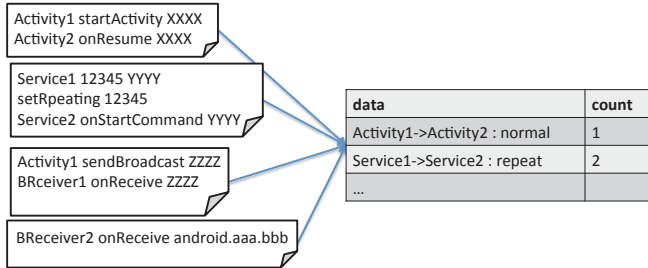 Activity1 startActivity XXXX
Activity2 onResume XXXX
Service1 12345 YYYY
setRpeating 12345
Service2 onStartCommand YYYY
Activity1 sendBroadcast ZZZZ
BRceiver1 onReceive ZZZZ
BReceiver2 onReceive android.aaa.bbb
data count
Activity1->Activity2 : normal 1
Service1->Service2 : repeat 2
...